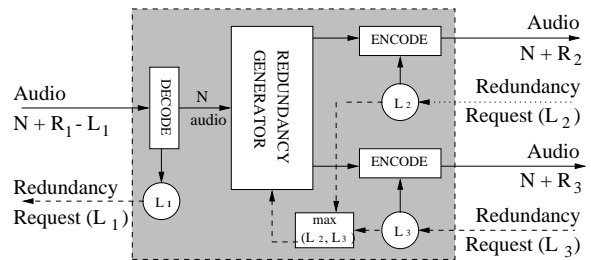 Audio
N + R1 - L1
Redundancy
Request (L1)
DECODE
L1
N
audio
REDUNDANCY
GENERATOR
ENCODE
L2
ENCODE
max
(L2, L3)
L3
Audio
N + R2
Redundancy
Request (L2)
Audio
N + R3
Redundancy
Request (L3)